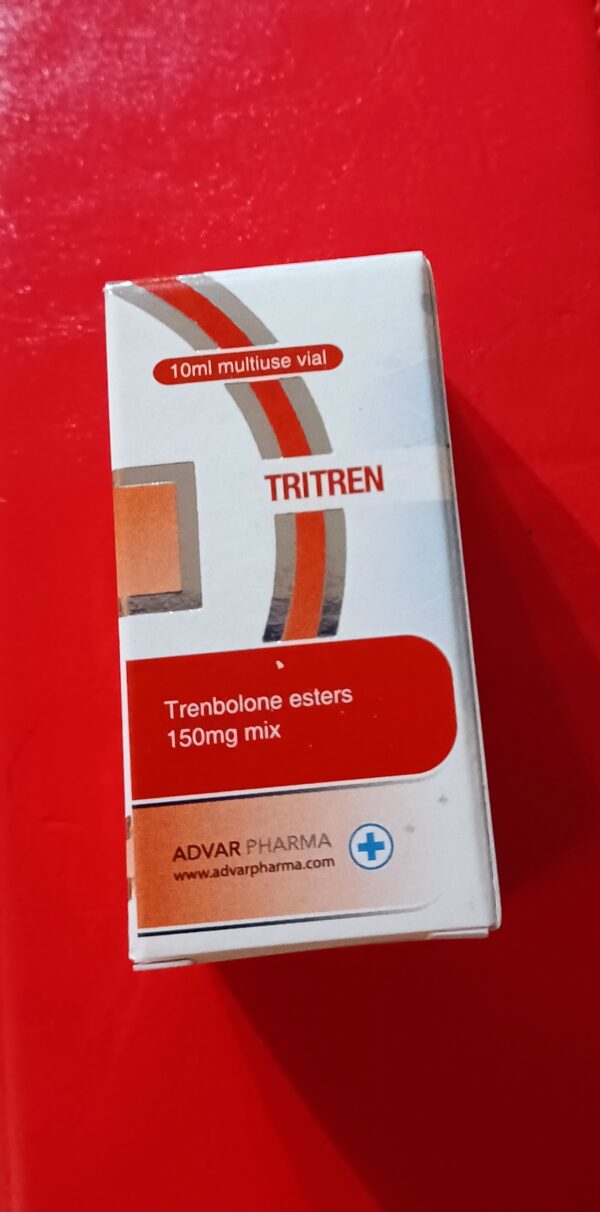 10ml multiuse vial
TRITREN
Trenbolone esters
150mg mix
ADVAR PHARMA
www.advarpharma.com